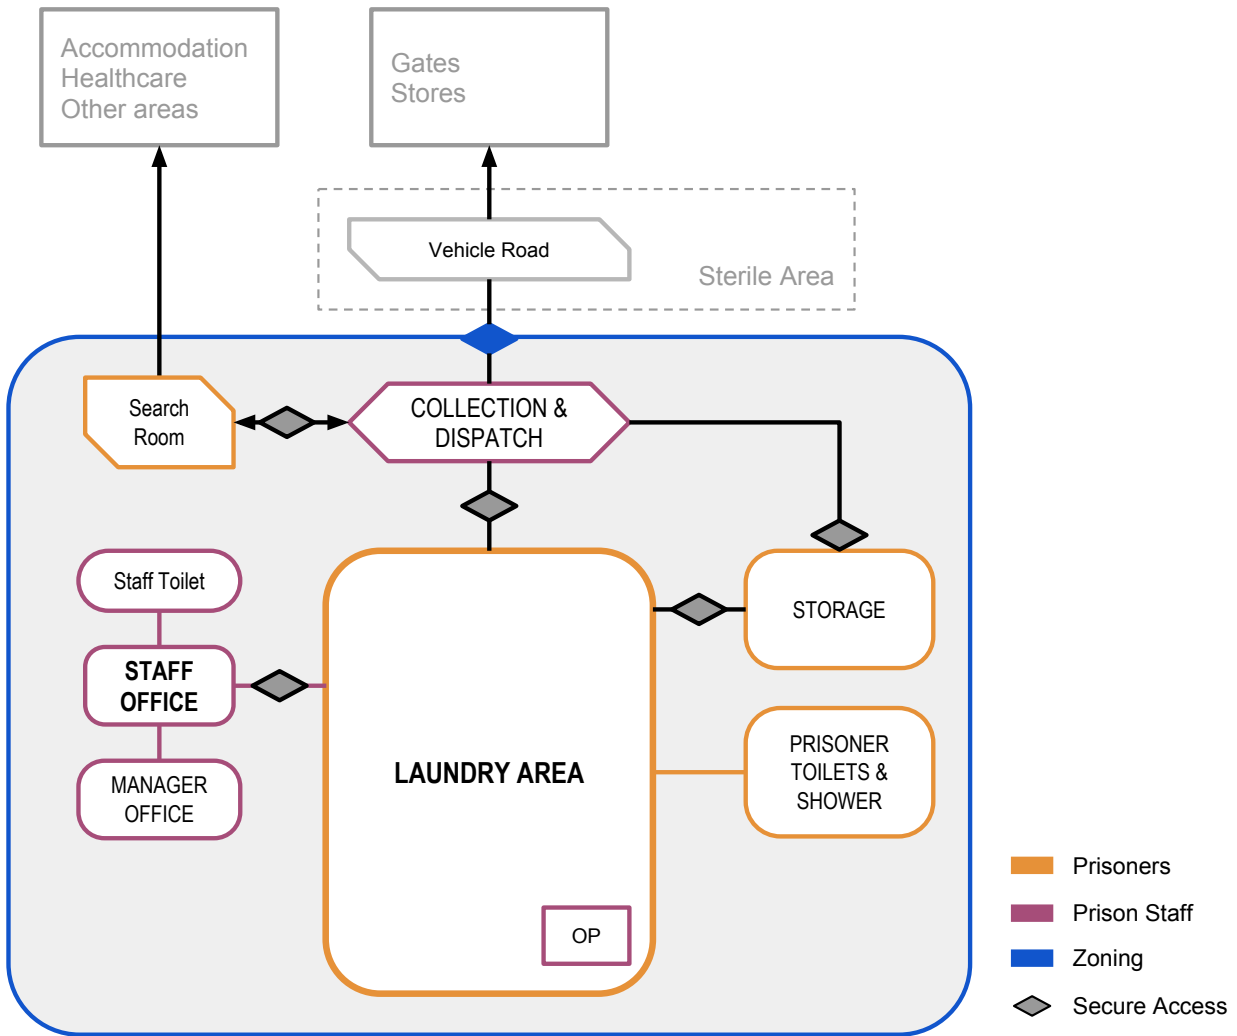 Accommodation
Healthcare
Other areas
Gates
Stores
Vehicle Road
Sterile Area
Search
Room
COLLECTION &
DISPATCH
Staff Toilet
STAFF
OFFICE
MANAGER
OFFICE
LAUNDRY AREA
OP
STORAGE
PRISONER
TOILETS &
SHOWER
Prisoners
Prison Staff
Zoning
Secure Access